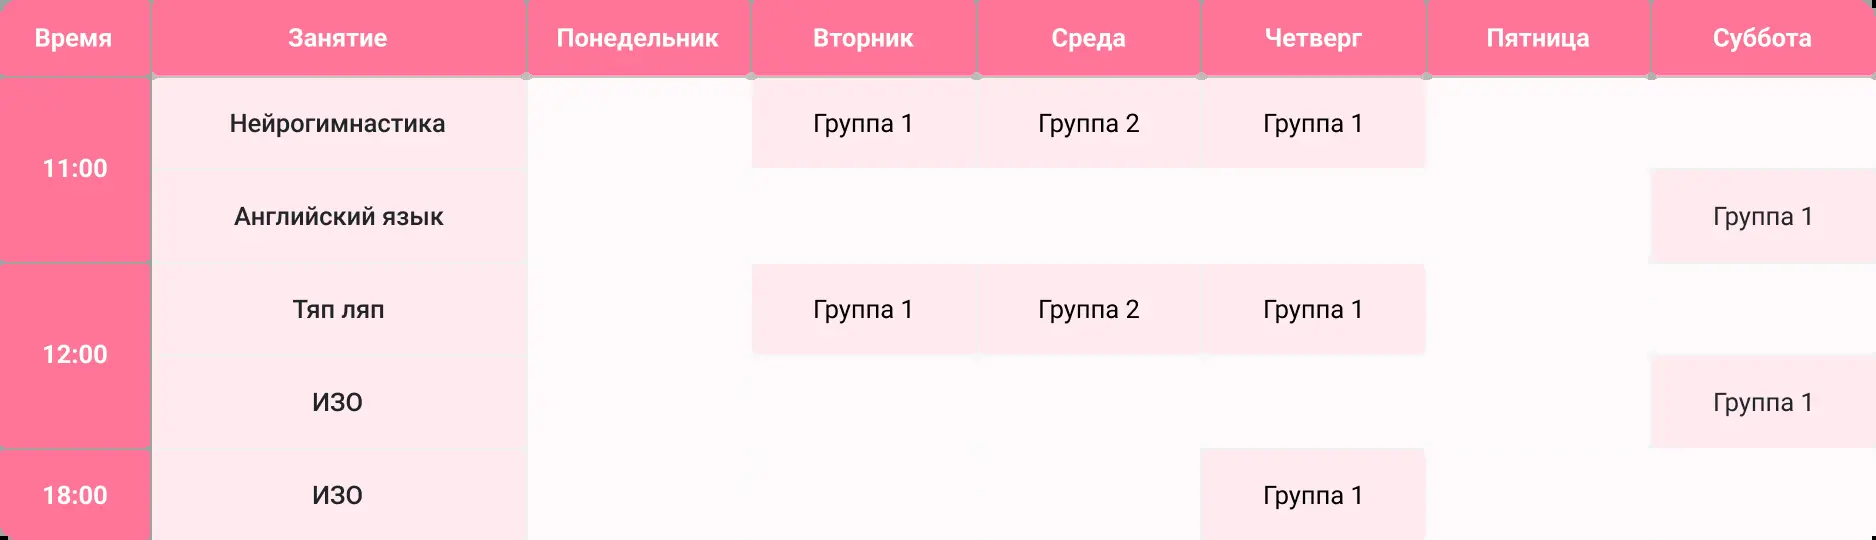 Время Занятие Понедельник Вторник Среда Четверг Пятница Суббота
11:00
Нейрогимнастика Группа 1 Группа 2 Группа 1
Английский язык Группа 1
12:00
Тяп ляп Группа 1 Группа 2 Группа 1
ИЗО Группа 1
18:00 ИЗО Группа 1